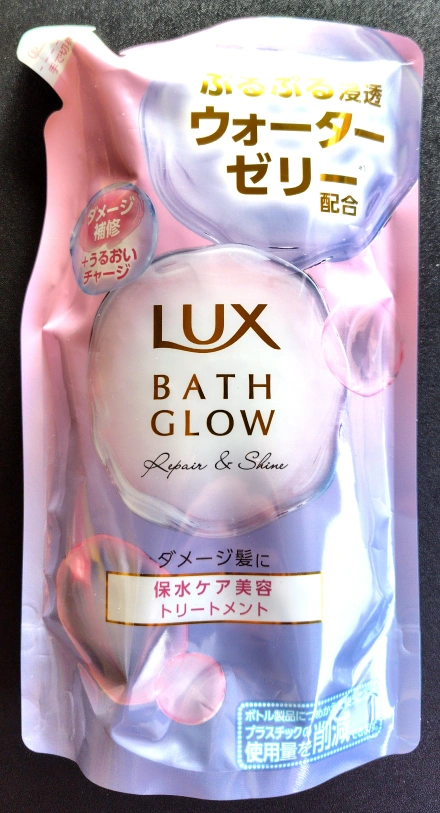 ぷるぷる浸透
ウォーター
ゼリー
配合
ダメージ
補修
+うるおい
チャージ
LUX
BATH
GLOW
Repair & Shine
ダメージ髪に
保水ケア美容
トリートメント
ボトル製品に
プラスチックの
使用量を削減